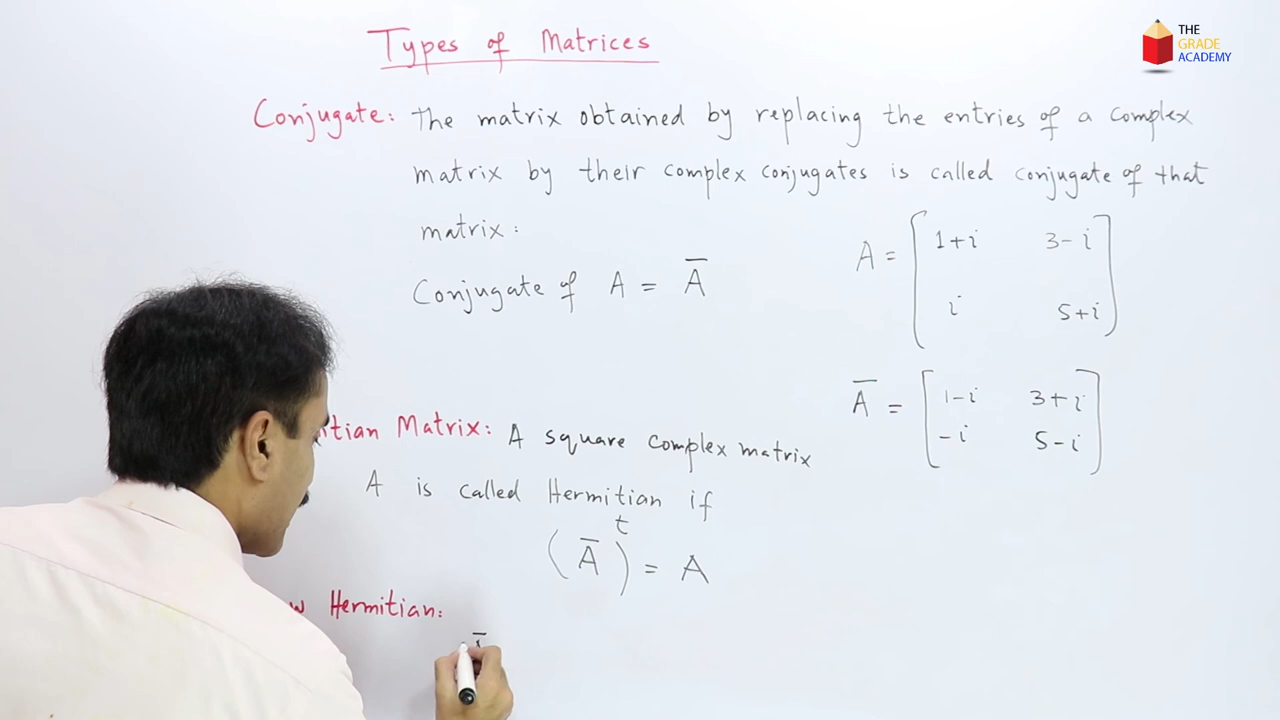 Types of Matrices
THE
GRADE
ACADEMY
Conjugate: The matrix obtained by replacing the entries of a complex
matrix by their complex conjugates is called conjugate of that
matrix:
Conjugate of A = A̅
A = [ 1+i 3-i
i 5+i ]
A̅ = [ 1-i 3+i
-i 5-i ]
tian Matrix: A square complex matrix
A is called Hermitian if
(A̅)ᵗ = A
w Hermitian: